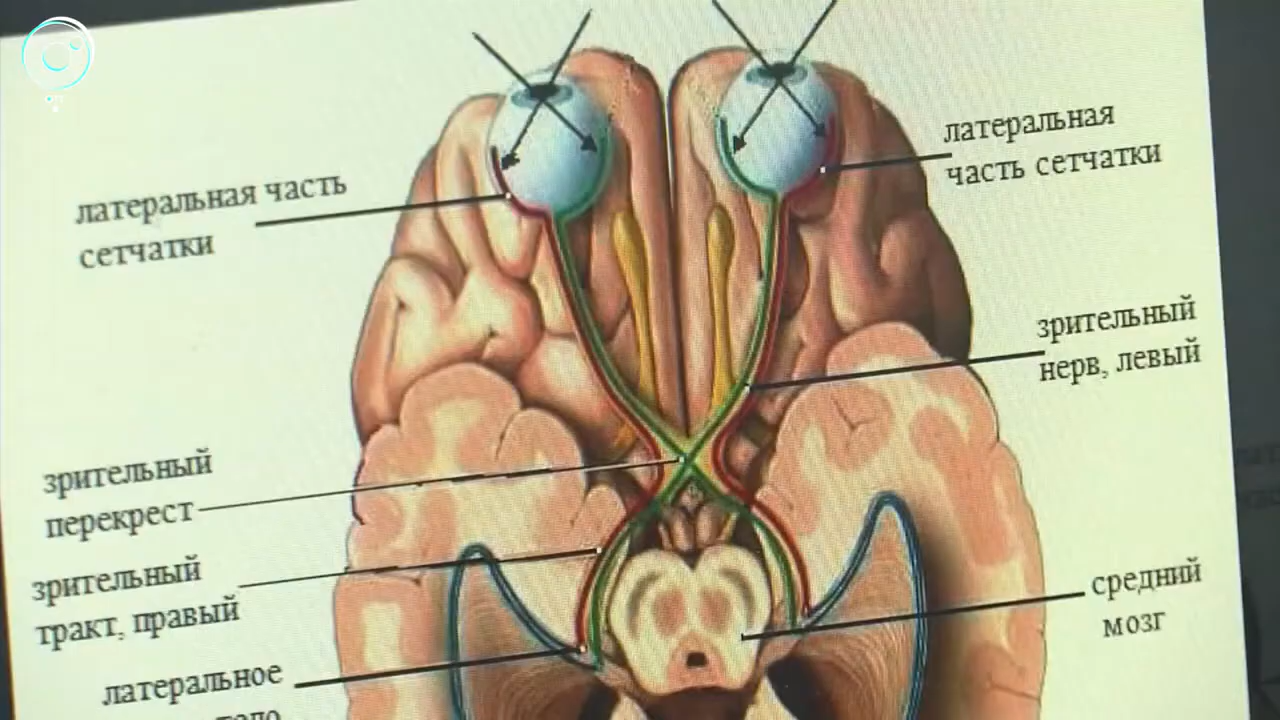 латеральная
часть сетчатки
латеральная часть
сетчатки
зрительный
нерв, левый
зрительный
перекрест
зрительный
тракт, правый
средний
мозг
латеральное